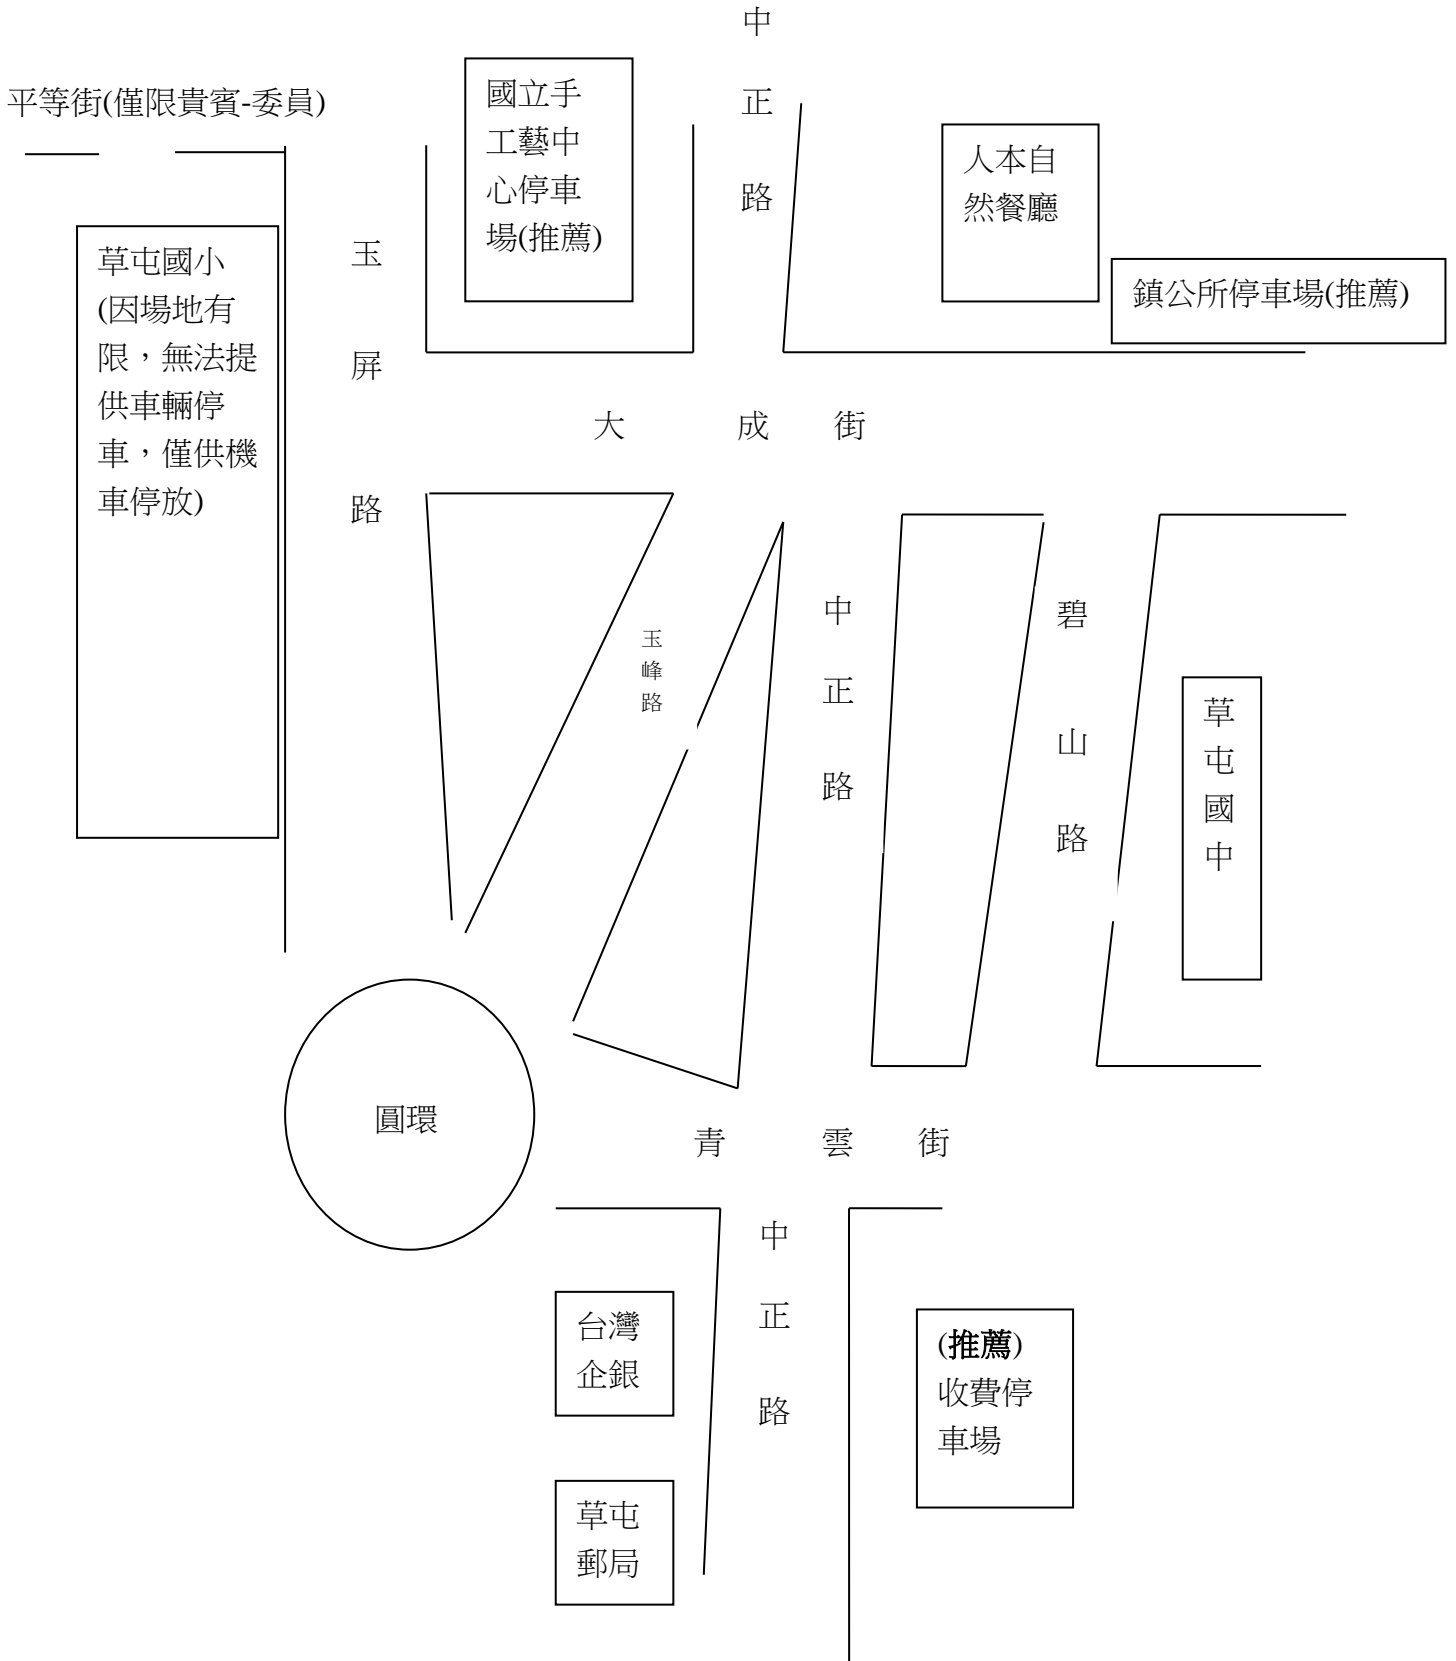 中
正
路
平等街(僅限貴賓-委員)
國立手
工藝中
心停車
場(推薦)
人本自
然餐廳
鎮公所停車場(推薦)
草屯國小
(因場地有
限，無法提
供車輛停
車，僅供機
車停放)
玉
屏
路
大 成 街
玉
峰
路
中
正
路
碧
山
路
草
屯
國
中
圓環
青 雲 街
中
正
路
台灣
企銀
(推薦)
收費停
車場
草屯
郵局